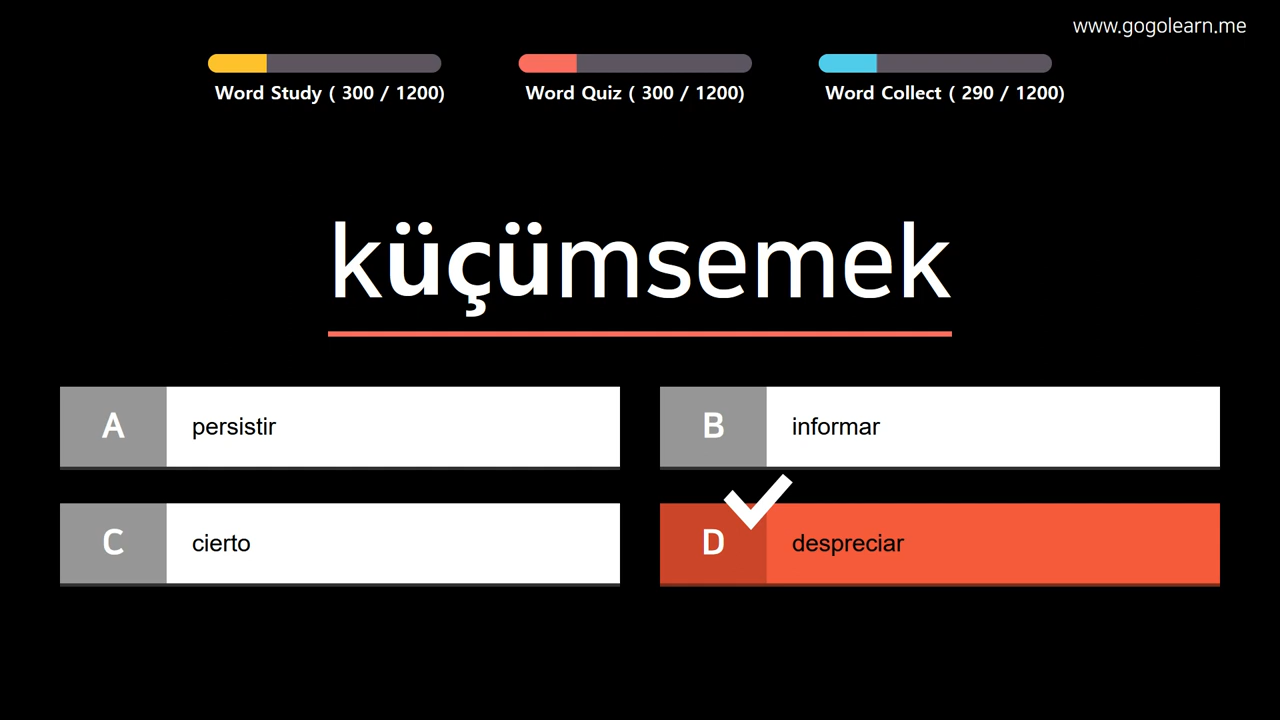 www.gogolearn.me
Word Study ( 300 / 1200)
Word Quiz ( 300 / 1200)
Word Collect ( 290 / 1200)
küçümsemek
A persistir
B informar
C cierto
D despreciar